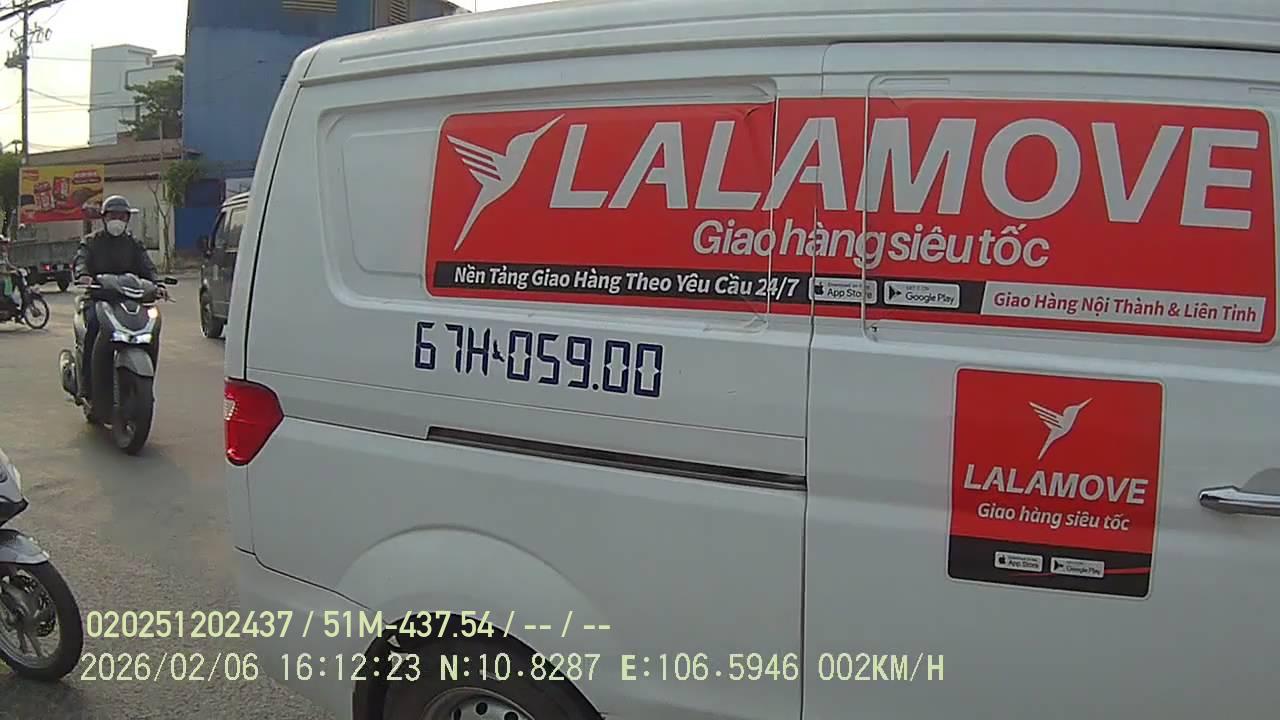 LALAMOVE
Giao hàng siêu tốc
Nền Tảng Giao Hàng Theo Yêu Cầu 24/7
App Store
Google Play
Giao Hàng Nội Thành & Liên Tỉnh
67H-059.00
LALAMOVE
Giao hàng siêu tốc
App Store
Google Play
020251202437 / 51M-437.54 / -- / --
2026/02/06 16:12:23 N:10.8287 E:106.5946 002KM/H